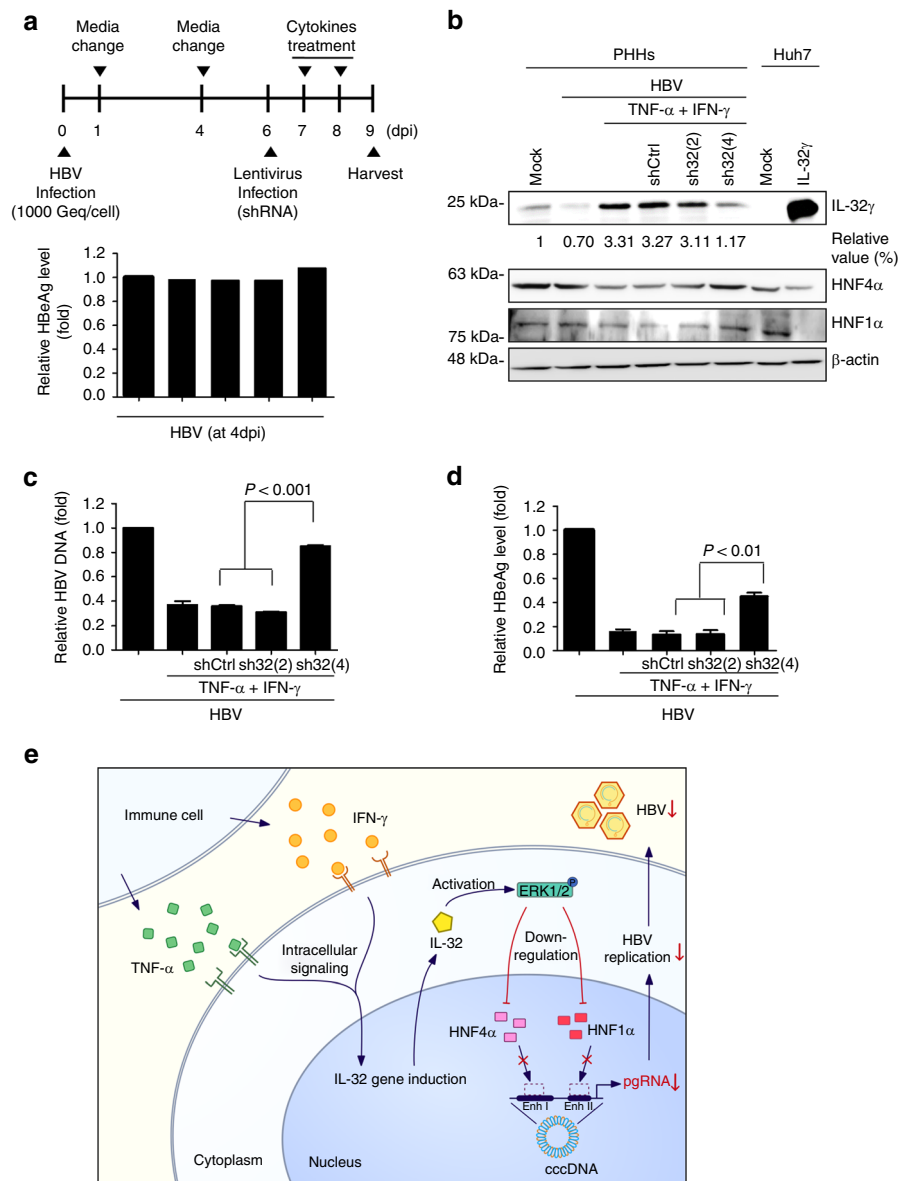 a
Media
change
Media
change
Cytokines
treatment
0
1
4
6
7
8
9
(dpi)
HBV
Infection
(1000 Geq/cell)
Lentivirus
Infection
(shRNA)
Harvest
Relative HBeAg level
(fold)
1.2
1.0
0.8
0.6
0.4
0.2
0.0
HBV (at 4dpi)
b
PHHs
Huh7
HBV
TNF-α + IFN-γ
Mock
shCtrl
sh32(2)
sh32(4)
Mock
IL-32γ
25 kDa-
IL-32γ
1 0.70 3.31 3.27 3.11 1.17
Relative
value (%)
63 kDa-
HNF4α
HNF1α
75 kDa-
48 kDa-
β-actin
c
P < 0.001
Relative HBV DNA (fold)
1.2
1.0
0.8
0.6
0.4
0.2
0.0
shCtrl sh32(2) sh32(4)
TNF-α + IFN-γ
HBV
d
P < 0.01
Relative HBeAg level (fold)
1.2
1.0
0.8
0.6
0.4
0.2
0.0
shCtrl sh32(2) sh32(4)
TNF-α + IFN-γ
HBV
e
Immune cell
IFN-γ
HBV↓
Activation
ERK1/2
P
IL-32
TNF-α
Intracellular
signaling
Down-
regulation
HBV
replication ↓
HNF4α
HNF1α
IL-32 gene induction
pgRNA↓
Enh I
Enh II
cccDNA
Cytoplasm
Nucleus